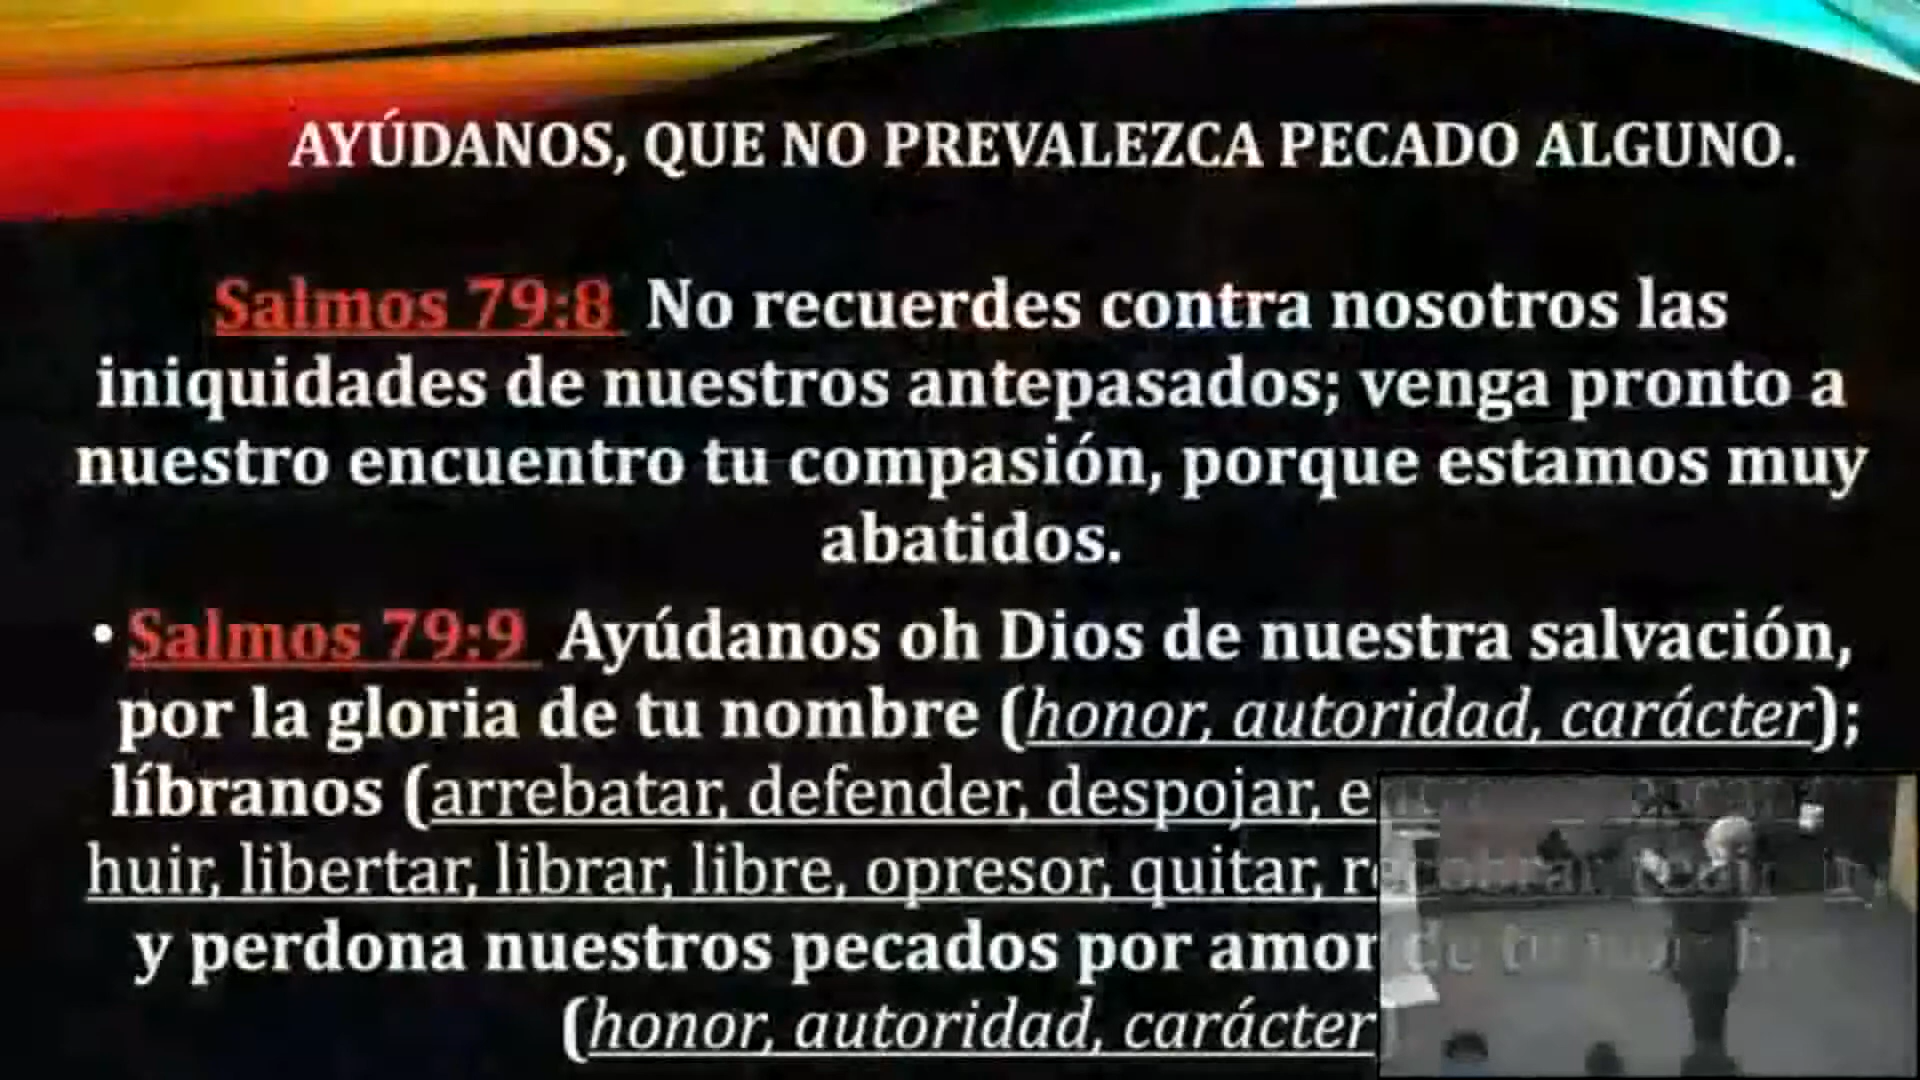 AYÚDANOS, QUE NO PREVALEZCA PECADO ALGUNO.
Salmos 79:8 No recuerdes contra nosotros las
iniquidades de nuestros antepasados; venga pronto a
nuestro encuentro tu compasión, porque estamos muy
abatidos.
• Salmos 79:9 Ayúdanos oh Dios de nuestra salvación,
por la gloria de tu nombre (honor, autoridad, carácter);
líbranos (arrebatar, defender, despojar,
huir, libertar, librar, libre, opresor, quitar,
y perdona nuestros pecados por amor de tu
(honor, autoridad, carácter